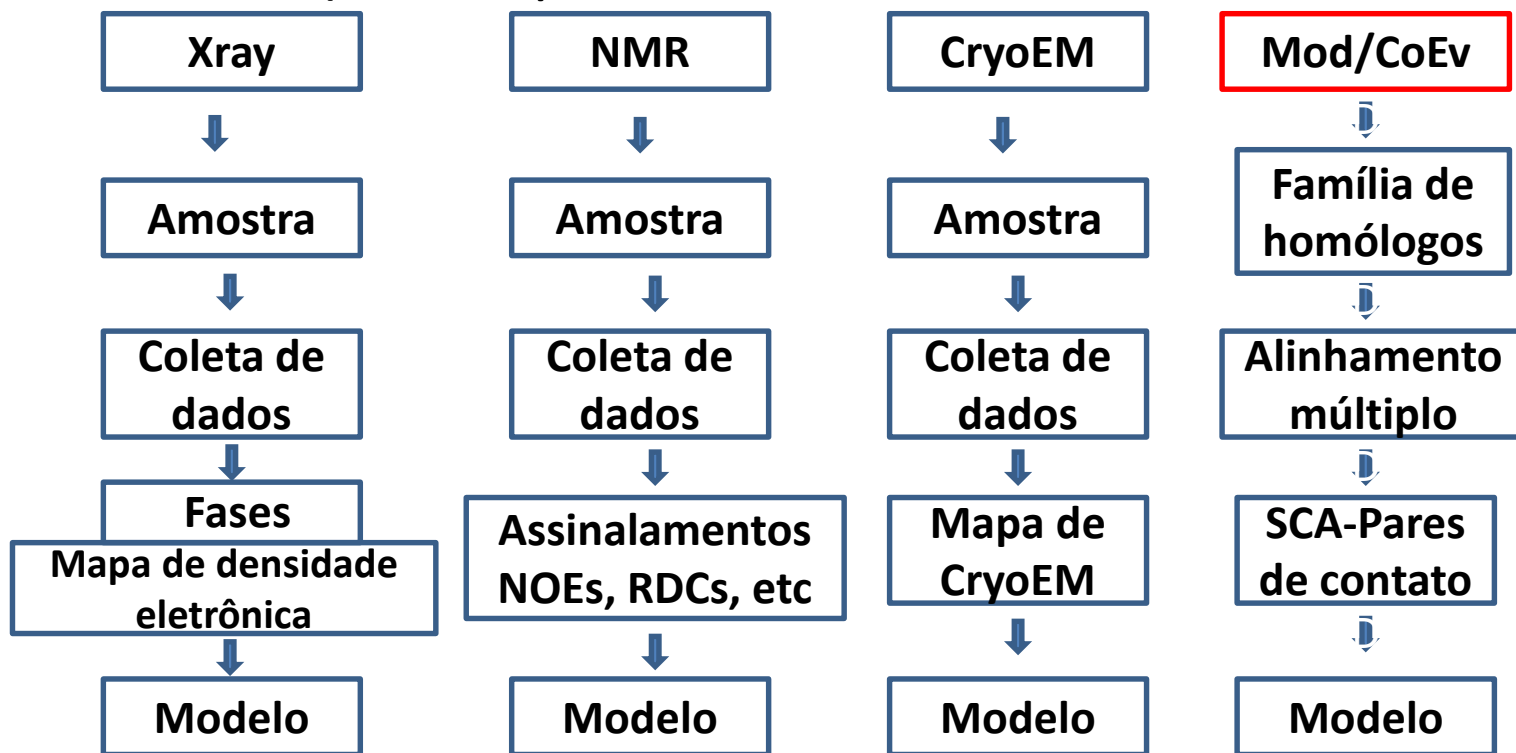 Xray
NMR
CryoEM
Mod/CoEv
Amostra
Amostra
Amostra
Família de
homólogos
Coleta de
dados
Coleta de
dados
Coleta de
dados
Alinhamento
múltiplo
Fases
Mapa de densidade
eletrônica
Assinalamentos
NOEs, RDCs, etc
Mapa de
CryoEM
SCA-Pares
de contato
Modelo
Modelo
Modelo
Modelo